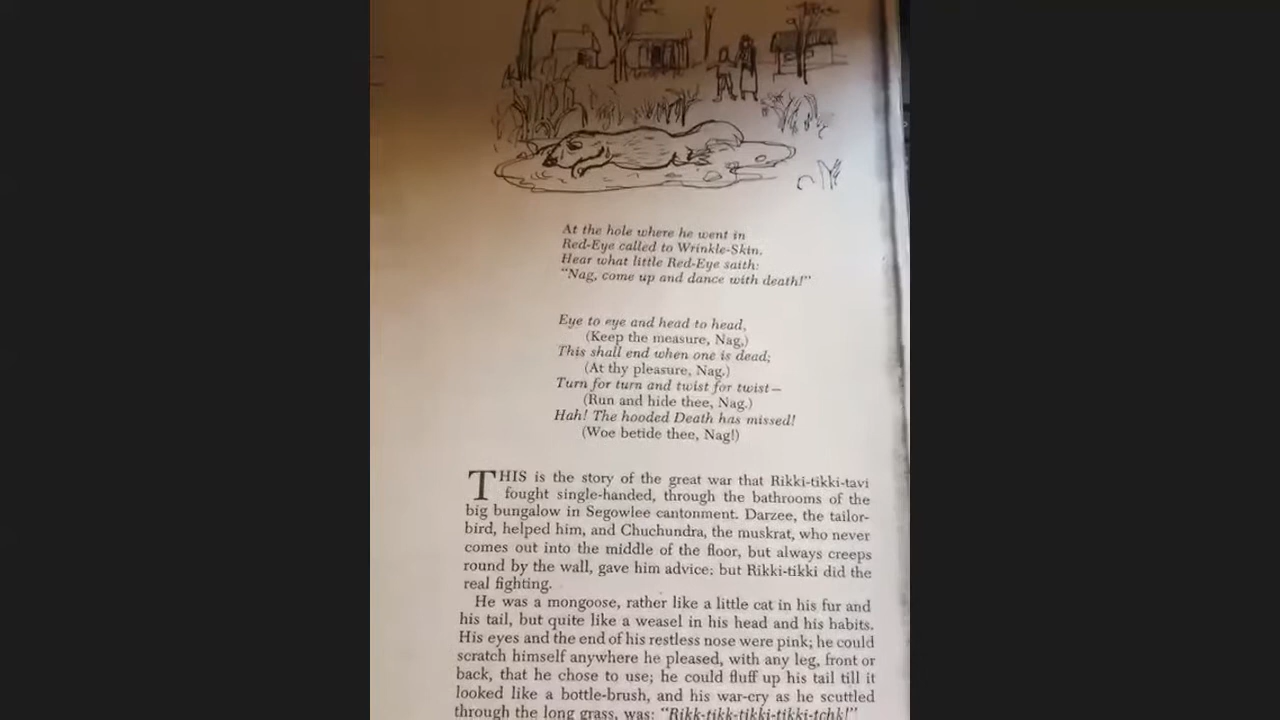 At the hole where he went in
Red-Eye called to Wrinkle-Skin.
Hear what little Red-Eye saith:
"Nag, come up and dance with death!"
Eye to eye and head to head,
(Keep the measure, Nag,)
This shall end when one is dead;
(At thy pleasure, Nag.)
Turn for turn and twist for twist—
(Run and hide thee, Nag.)
Hah! The hooded Death has missed!
(Woe betide thee, Nag!)
THIS is the story of the great war that Rikki-tikki-tavi
fought single-handed, through the bathrooms of the
big bungalow in Segowlee cantonment. Darzee, the tailor-
bird, helped him, and Chuchundra, the muskrat, who never
comes out into the middle of the floor, but always creeps
round by the wall, gave him advice; but Rikki-tikki did the
real fighting.
He was a mongoose, rather like a little cat in his fur and
his tail, but quite like a weasel in his head and his habits.
His eyes and the end of his restless nose were pink; he could
scratch himself anywhere he pleased, with any leg, front or
back, that he chose to use; he could fluff up his tail till it
looked like a bottle-brush, and his war-cry as he scuttled
through the long grass, was: "Rikk-tikk-tikki-tikki-tchk!"